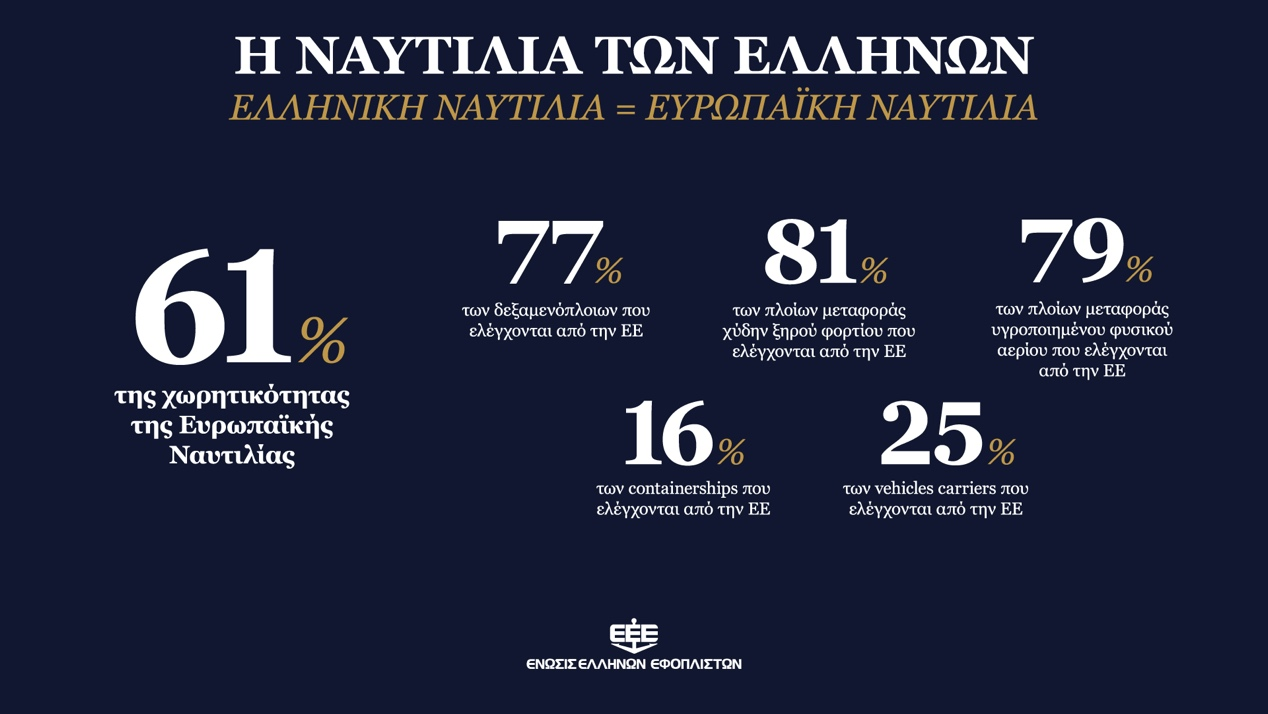 Η ΝΑΥΤΙΛΙΑ ΤΩΝ ΕΛΛΗΝΩΝ
ΕΛΛΗΝΙΚΗ ΝΑΥΤΙΛΙΑ = ΕΥΡΩΠΑΪΚΗ ΝΑΥΤΙΛΙΑ
61%
της χωρητικότητας
της Ευρωπαϊκής
Ναυτιλίας
77%
των δεξαμενόπλοιων που
ελέγχονται από την ΕΕ
81%
των πλοίων μεταφοράς
χύδην ξηρού φορτίου που
ελέγχονται από την ΕΕ
79%
των πλοίων μεταφοράς
υγροποιημένου φυσικού
αερίου που ελέγχονται
από την ΕΕ
16%
των containerships που
ελέγχονται από την ΕΕ
25%
των vehicles carriers που
ελέγχονται από την ΕΕ
ΕΕΕ
ΕΝΩΣΙΣ ΕΛΛΗΝΩΝ ΕΦΟΠΛΙΣΤΩΝ